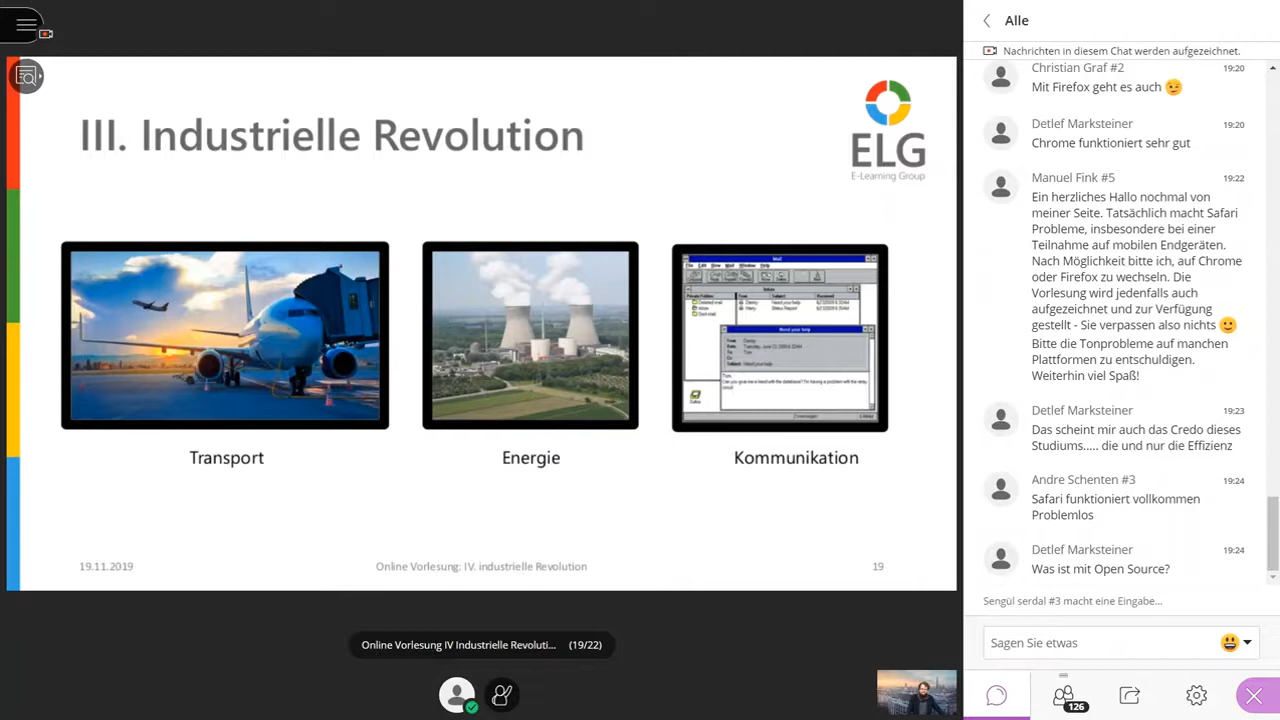 III. Industrielle Revolution
ELG
E-Learning Group
Transport
Energie
Kommunikation
19.11.2019
Online Vorlesung: IV. industrielle Revolution
19
Online Vorlesung IV Industrielle Revoluti...
(19/22)
Alle
Nachrichten in diesem Chat werden aufgezeichnet.
Christian Graf #2
19:20
Mit Firefox geht es auch 😉
Detlef Marksteiner
19:20
Chrome funktioniert sehr gut
Manuel Fink #5
19:22
Ein herzliches Hallo nochmal von
meiner Seite. Tatsächlich macht Safari
Probleme, insbesondere bei einer
Teilnahme auf mobilen Endgeräten.
Nach Möglichkeit bitte ich, auf Chrome
oder Firefox zu wechseln. Die
Vorlesung wird jedenfalls auch
aufgezeichnet und zur Verfügung
gestellt - Sie verpassen also nichts 🙂
Bitte die Tonprobleme auf manchen
Plattformen zu entschuldigen.
Weiterhin viel Spaß!
Detlef Marksteiner
19:23
Das scheint mir auch das Credo dieses
Studiums..... die und nur die Effizienz
Andre Schenten #3
19:24
Safari funktioniert vollkommen
Problemlos
Detlef Marksteiner
19:24
Was ist mit Open Source?
Sengül serdal #3 macht eine Eingabe...
Sagen Sie etwas
126